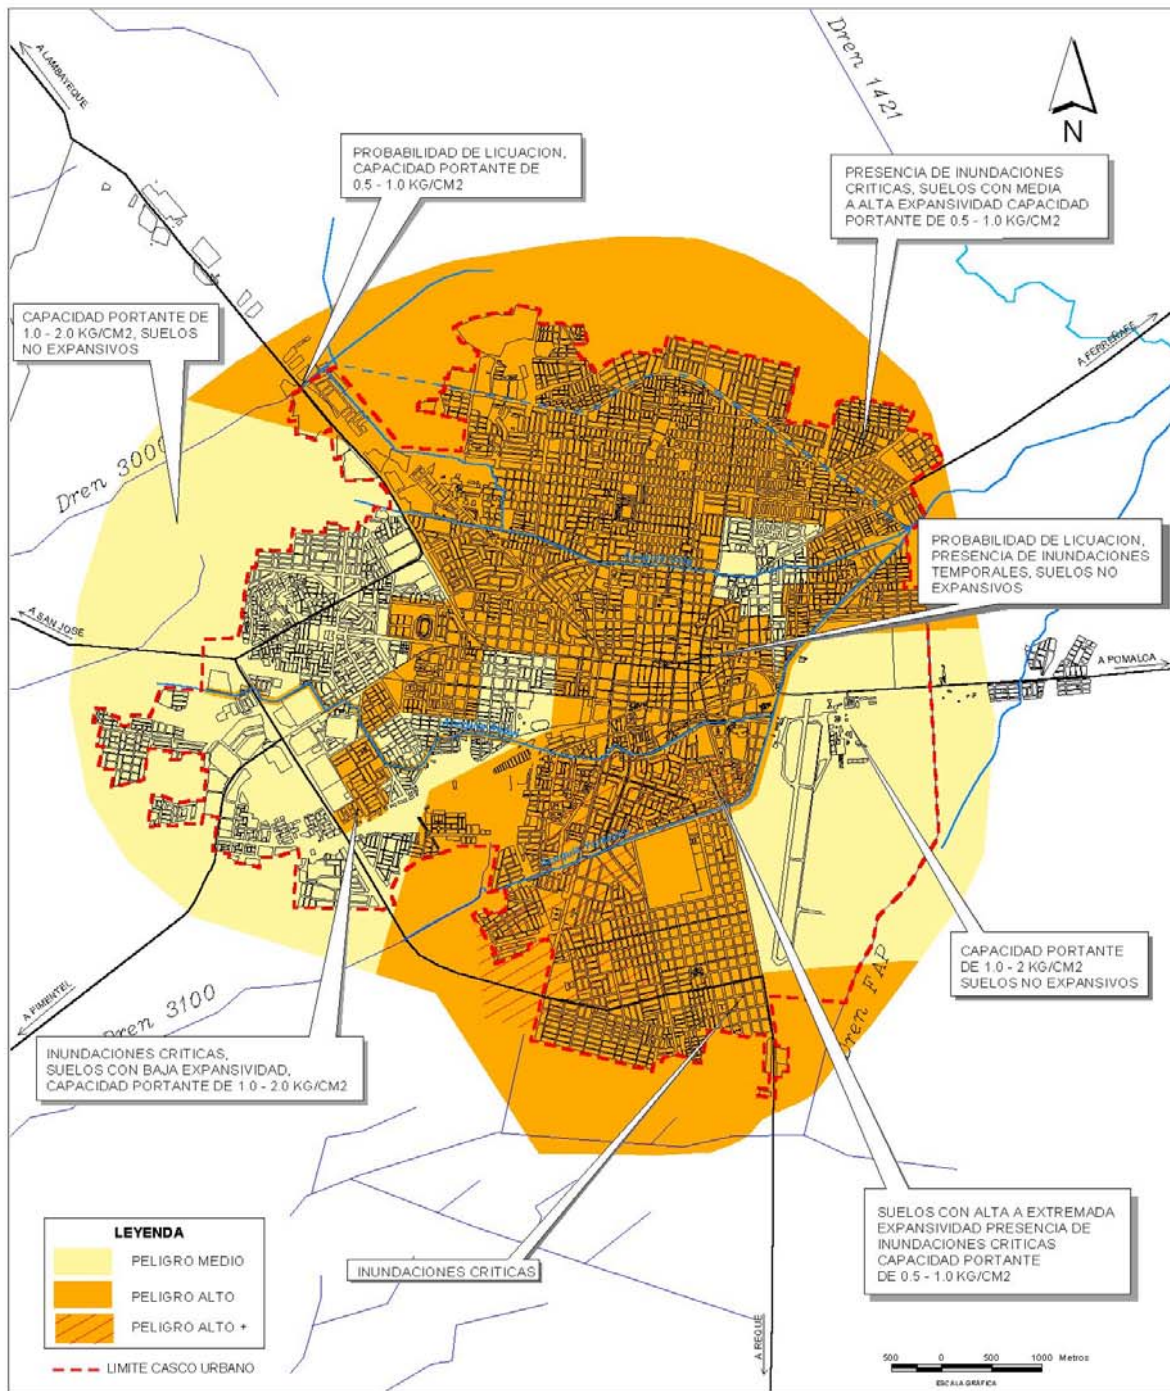 Dren 1421
A LAMBAYEQUE
N
PROBABILIDAD DE LICUACION,
CAPACIDAD PORTANTE DE
0.5 - 1.0 KG/CM2
PRESENCIA DE INUNDACIONES
CRITICAS, SUELOS CON MEDIA
A ALTA EXPANSIVIDAD CAPACIDAD
PORTANTE DE 0.5 - 1.0 KG/CM2
CAPACIDAD PORTANTE DE
1.0 - 2.0 KG/CM2, SUELOS
NO EXPANSIVOS
A FERREÑAFE
Dren 3000
PROBABILIDAD DE LICUACION,
PRESENCIA DE INUNDACIONES
TEMPORALES, SUELOS NO
EXPANSIVOS
A SAN JOSE
A POMALCA
CAPACIDAD PORTANTE
DE 1.0 - 2 KG/CM2
SUELOS NO EXPANSIVOS
A PIMENTEL
Dren 3100
Dren FAP
INUNDACIONES CRITICAS,
SUELOS CON BAJA EXPANSIVIDAD,
CAPACIDAD PORTANTE DE 1.0 - 2.0 KG/CM2
SUELOS CON ALTA A EXTREMADA
EXPANSIVIDAD PRESENCIA DE
INUNDACIONES CRITICAS
CAPACIDAD PORTANTE
DE 0.5 - 1.0 KG/CM2
INUNDACIONES CRITICAS
LEYENDA
PELIGRO MEDIO
PELIGRO ALTO
PELIGRO ALTO +
LIMITE CASCO URBANO
A REQUE
500 0 500 1000 Metros
ESCALA GRÁFICA